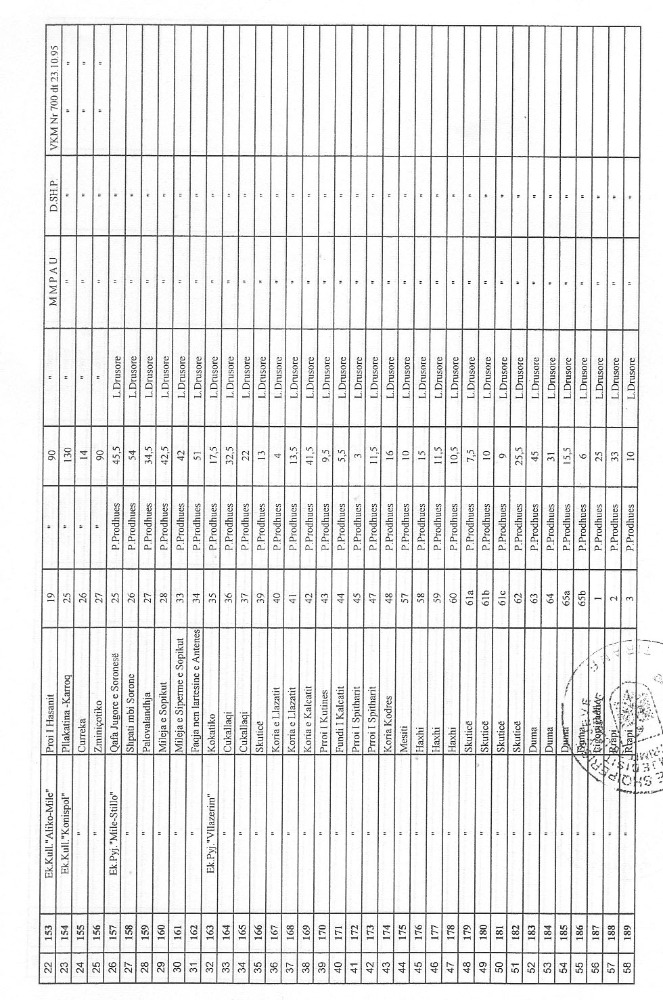 22 153 Ek.Kull."Aliko-Mile" Proi I Hasanit 19 " 90 " M M P A U D.SH.P. VKM Nr 700 dt 23.10.95
23 154 Ek.Kull."Konispol" Pllakatina -Karroq 25 " 130 " " " " "
24 155 " Curreka 26 " 14 " " " " "
25 156 " Zminiçotiko 27 " 90 " " " " "
26 157 Ek.Pyj."Mile-Stillo" Qafa Jugore e Soronesë 25 P.Prodhues 45,5 L.Drusore " "
27 158 " Shpati mbi Sorone 26 P.Prodhues 54 L.Drusore " "
28 159 " Palovalandhja 27 P.Prodhues 34,5 L.Drusore " "
29 160 " Mileja e Sopikut 28 P.Prodhues 42,5 L.Drusore " "
30 161 " Mileja e Siperme e Sopikut 33 P.Prodhues 42 L.Drusore " "
31 162 " Faqja nen lartesine e Antenes 34 P.Prodhues 51 L.Drusore " "
32 163 Ek.Pyj."Vllazerim" Kokatiko 35 P.Prodhues 17,5 L.Drusore " "
33 164 " Cukallaqi 36 P.Prodhues 32,5 L.Drusore " "
34 165 " Cukallaqi 37 P.Prodhues 22 L.Drusore " "
35 166 " Skuticë 39 P.Prodhues 13 L.Drusore " "
36 167 " Koria e Llazatit 40 P.Prodhues 4 L.Drusore " "
37 168 " Koria e Llazatit 41 P.Prodhues 13,5 L.Drusore " "
38 169 " Koria e Kalcatit 42 P.Prodhues 41,5 L.Drusore " "
39 170 " Prroi I Kutines 43 P.Prodhues 9,5 L.Drusore " "
40 171 " Fundi I Kalcatit 44 P.Prodhues 5,5 L.Drusore " "
41 172 " Prroi I Spitharit 45 P.Prodhues 3 L.Drusore " "
42 173 " Prroi I Spitharit 47 P.Prodhues 11,5 L.Drusore " "
43 174 " Koria Kodres 48 P.Prodhues 16 L.Drusore " "
44 175 " Mesiti 57 P.Prodhues 10 L.Drusore " "
45 176 " Haxhi 58 P.Prodhues 15 L.Drusore " "
46 177 " Haxhi 59 P.Prodhues 11,5 L.Drusore " "
47 178 " Haxhi 60 P.Prodhues 10,5 L.Drusore " "
48 179 " Skuticë 61a P.Prodhues 7,5 L.Drusore " "
49 180 " Skuticë 61b P.Prodhues 10 L.Drusore " "
50 181 " Skuticë 61c P.Prodhues 9 L.Drusore " "
51 182 " Skuticë 62 P.Prodhues 25,5 L.Drusore " "
52 183 " Duma 63 P.Prodhues 45 L.Drusore " "
53 184 " Duma 64 P.Prodhues 31 L.Drusore " "
54 185 " Duma 65a P.Prodhues 15,5 L.Drusore " "
55 186 " Duma 65b P.Prodhues 6 L.Drusore " "
56 187 " 1 P.Prodhues 25 L.Drusore " "
57 188 " Rrapi 2 P.Prodhues 33 L.Drusore " "
58 189 " Rrapi 3 P.Prodhues 10 L.Drusore " "